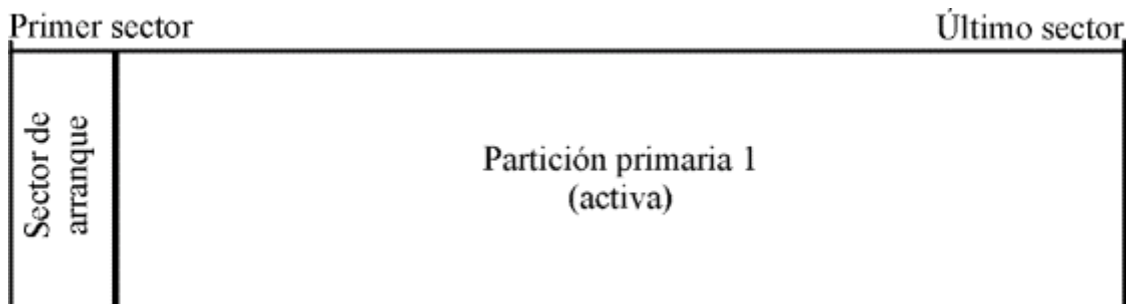 Primer sector
Último sector
Sector de
arranque
Partición primaria 1
(activa)